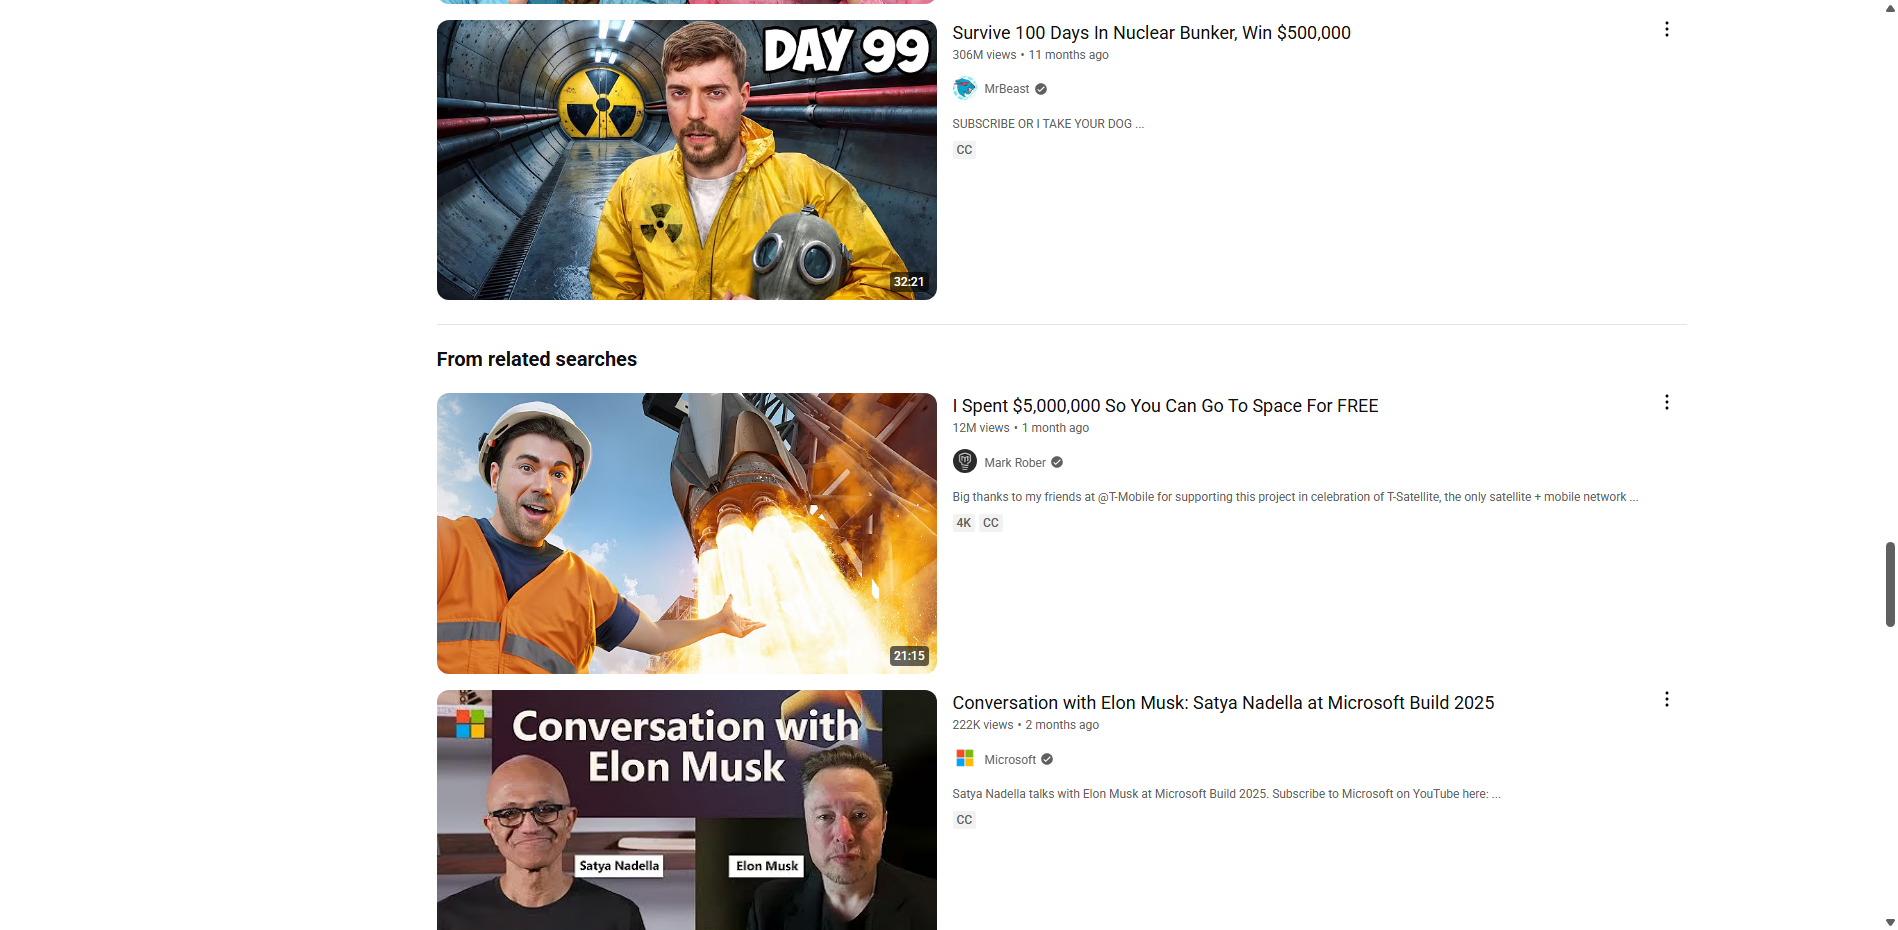 DAY 99
32:21
Survive 100 Days In Nuclear Bunker, Win $500,000
306M views • 11 months ago
MrBeast
SUBSCRIBE OR I TAKE YOUR DOG ...
CC
From related searches
21:15
I Spent $5,000,000 So You Can Go To Space For FREE
12M views • 1 month ago
Mark Rober
Big thanks to my friends at @T-Mobile for supporting this project in celebration of T-Satellite, the only satellite + mobile network ...
4K CC
Conversation with
Elon Musk
Satya Nadella
Elon Musk
Conversation with Elon Musk: Satya Nadella at Microsoft Build 2025
222K views • 2 months ago
Microsoft
Satya Nadella talks with Elon Musk at Microsoft Build 2025. Subscribe to Microsoft on YouTube here: ...
CC